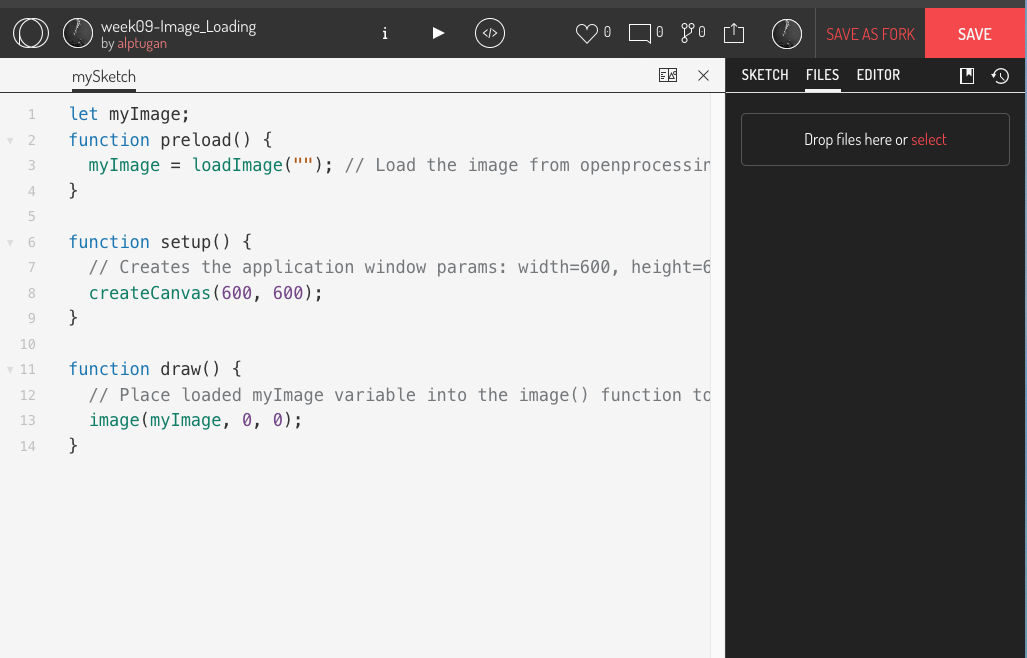 week09-Image_Loading
by alptugan
i
</>
0
0
0
SAVE AS FORK
SAVE
mySketch
SKETCH
FILES
EDITOR
1 let myImage;
2 function preload() {
3 myImage = loadImage(""); // Load the image from openprocessin
4 }
5
6 function setup() {
7 // Creates the application window params: width=600, height=6
8 createCanvas(600, 600);
9 }
10
11 function draw() {
12 // Place loaded myImage variable into the image() function to
13 image(myImage, 0, 0);
14 }
Drop files here or select